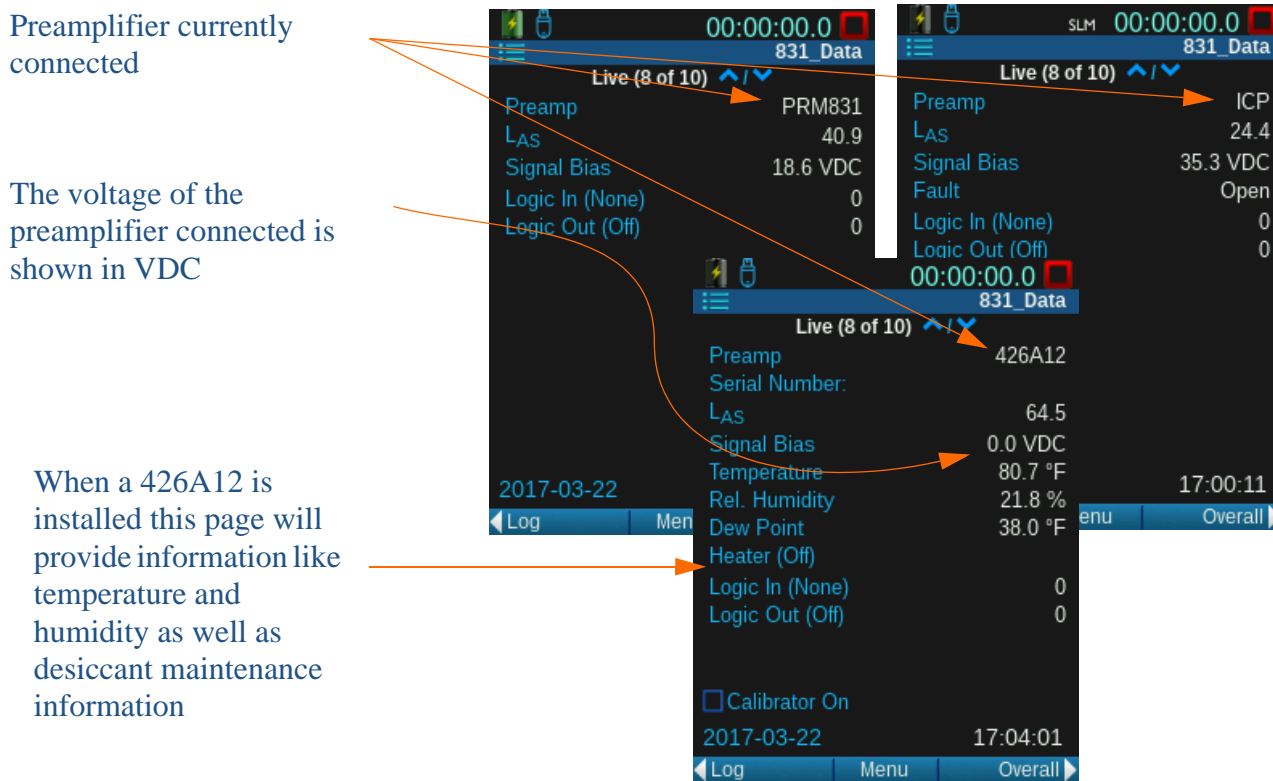 Preamplifier currently
connected
The voltage of the
preamplifier connected is
shown in VDC
When a 426A12 is
installed this page will
provide information like
temperature and
humidity as well as
desiccant maintenance
information
00:00:00.0
831_Data
Live (8 of 10) /
Preamp PRM831
LAS 40.9
Signal Bias 18.6 VDC
Logic In (None) 0
Logic Out (Off) 0
2017-03-22
Log Men
SLM 00:00:00.0
831_Data
Live (8 of 10) /
Preamp ICP
LAS 24.4
Signal Bias 35.3 VDC
Fault Open
Logic In (None) 0
Logic Out (Off) 0
17:00:11
enu Overall
00:00:00.0
831_Data
Live (8 of 10) /
Preamp 426A12
Serial Number:
LAS 64.5
Signal Bias 0.0 VDC
Temperature 80.7 °F
Rel. Humidity 21.8 %
Dew Point 38.0 °F
Heater (Off)
Logic In (None) 0
Logic Out (Off) 0
Calibrator On
2017-03-22 17:04:01
Log Menu Overall